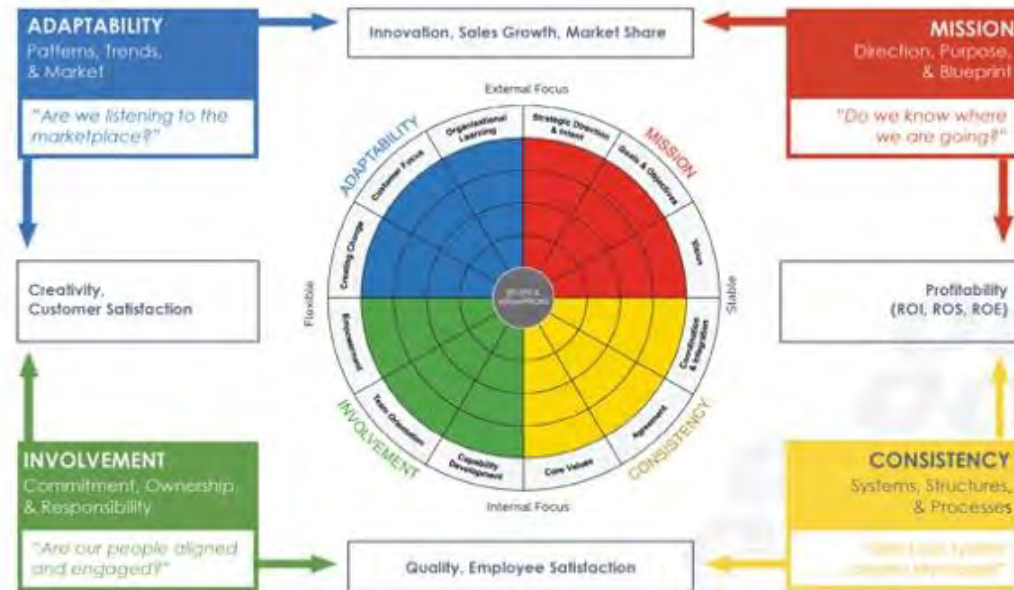 ADAPTABILITY
Patterns, Trends,
& Market
"Are we listening to the
marketplace?"
Innovation, Sales Growth, Market Share
MISSION
Direction, Purpose,
& Blueprint
"Do we know where
we are going?"
External Focus
ADAPTABILITY
MISSION
Organizational
Learning
Strategic Direction
& Intent
Customer Focus
Goals & Objectives
Creating Change
Vision
Creativity,
Customer Satisfaction
Flexible
Stable
Profitability
(ROI, ROS, ROE)
Empowerment
Coordination
& Integration
Team Orientation
Agreement
Capability
Development
Core Values
INVOLVEMENT
CONSISTENCY
Internal Focus
INVOLVEMENT
Commitment, Ownership,
& Responsibility
"Are our people aligned
and engaged?"
Quality, Employee Satisfaction
CONSISTENCY
Systems, Structures,
& Processes